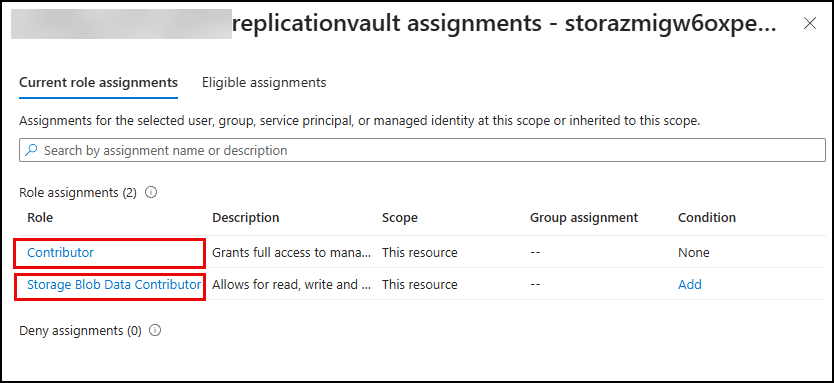 replicationvault assignments - storazmigw6oxpe...
Current role assignments Eligible assignments
Assignments for the selected user, group, service principal, or managed identity at this scope or inherited to this scope.
Search by assignment name or description
Role assignments (2)
Role Description Scope Group assignment Condition
Contributor Grants full access to mana... This resource -- None
Storage Blob Data Contributor Allows for read, write and ... This resource -- Add
Deny assignments (0)